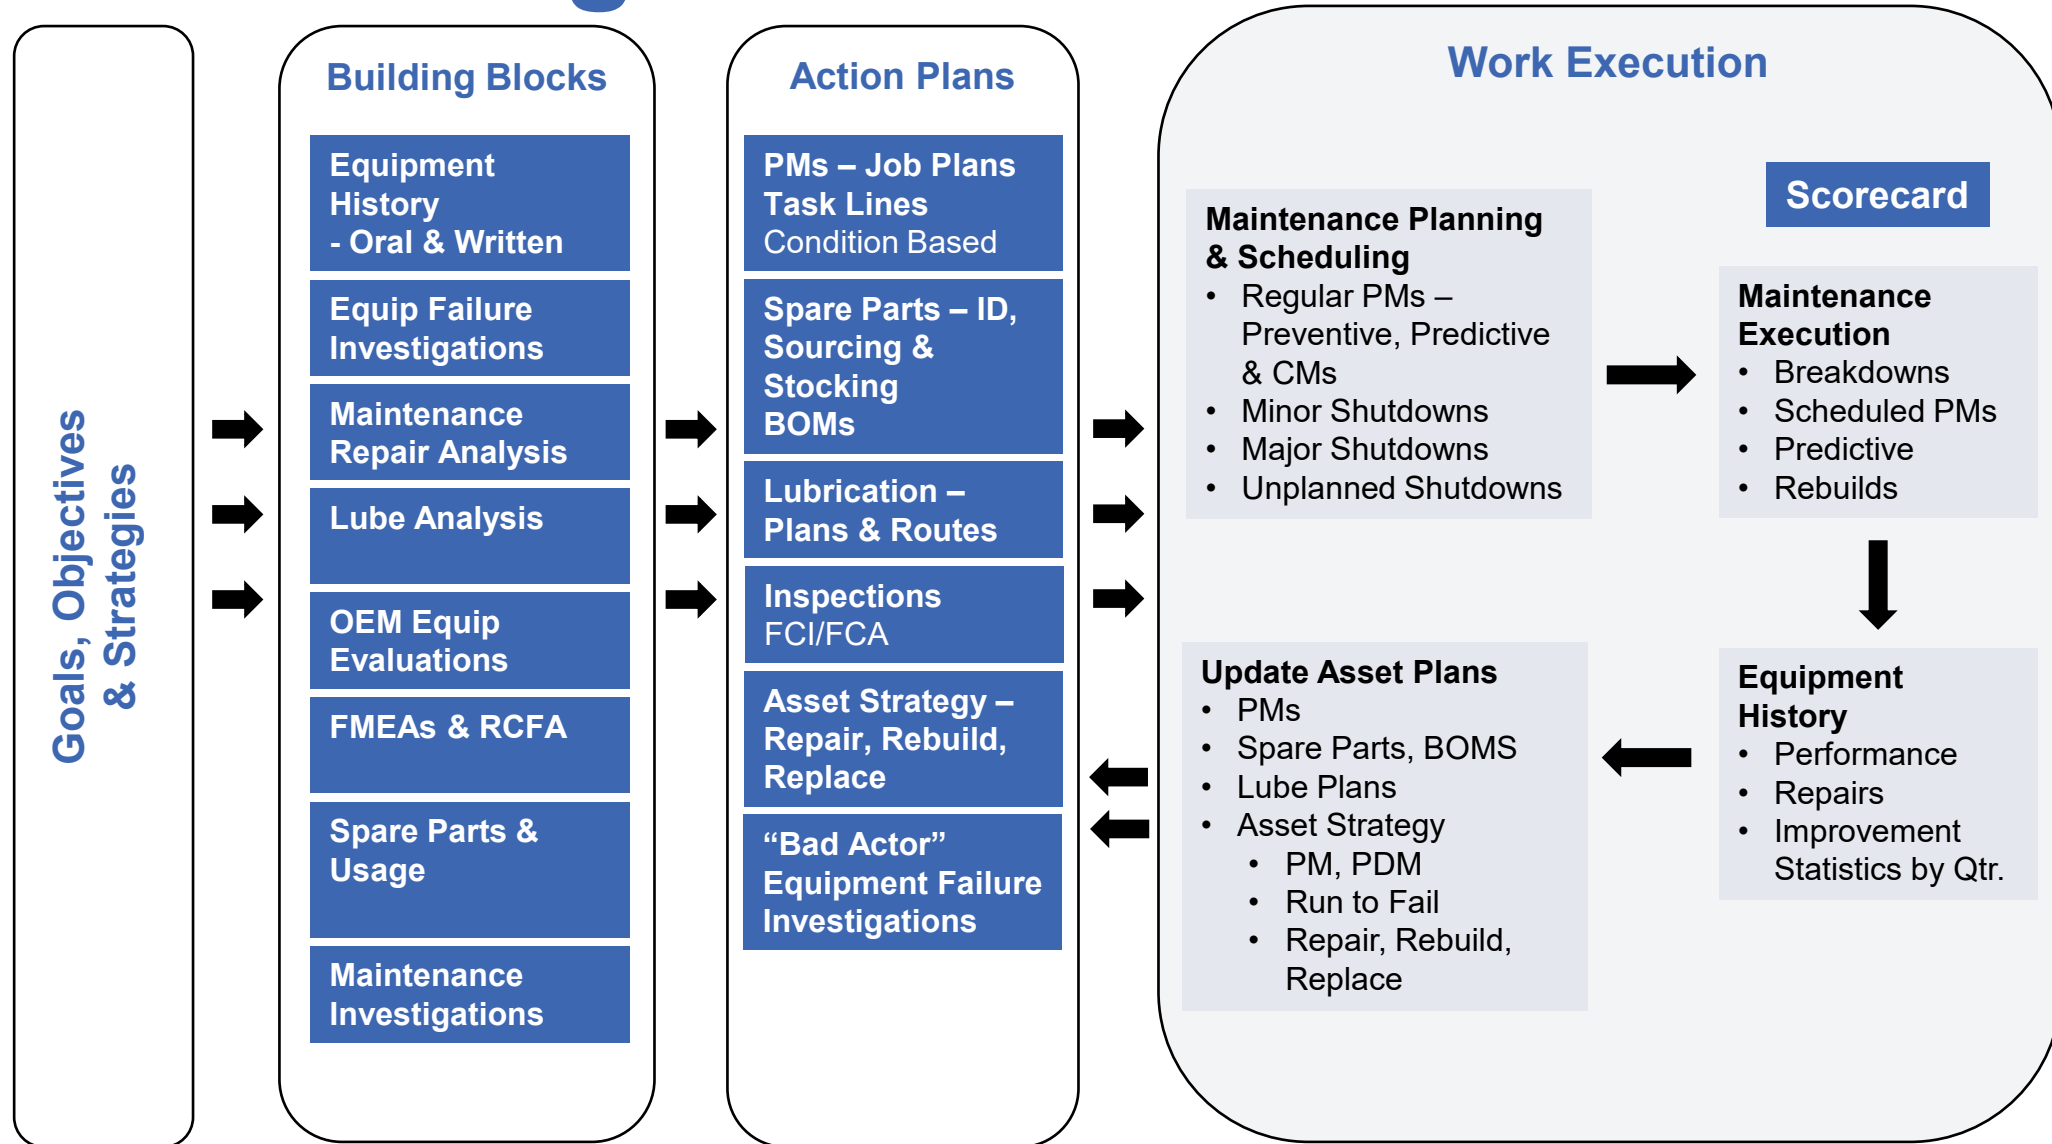 Goals, Objectives
& Strategies
Building Blocks
Equipment
History
- Oral & Written
Equip Failure
Investigations
Maintenance
Repair Analysis
Lube Analysis
OEM Equip
Evaluations
FMEAs & RCFA
Spare Parts &
Usage
Maintenance
Investigations
Action Plans
PMs – Job Plans
Task Lines
Condition Based
Spare Parts – ID,
Sourcing &
Stocking
BOMs
Lubrication –
Plans & Routes
Inspections
FCI/FCA
Asset Strategy –
Repair, Rebuild,
Replace
“Bad Actor”
Equipment Failure
Investigations
Work Execution
Scorecard
Maintenance Planning
& Scheduling
• Regular PMs –
Preventive, Predictive
& CMs
• Minor Shutdowns
• Major Shutdowns
• Unplanned Shutdowns
Maintenance
Execution
• Breakdowns
• Scheduled PMs
• Predictive
• Rebuilds
Equipment
History
• Performance
• Repairs
• Improvement
Statistics by Qtr.
Update Asset Plans
• PMs
• Spare Parts, BOMS
• Lube Plans
• Asset Strategy
• PM, PDM
• Run to Fail
• Repair, Rebuild,
Replace